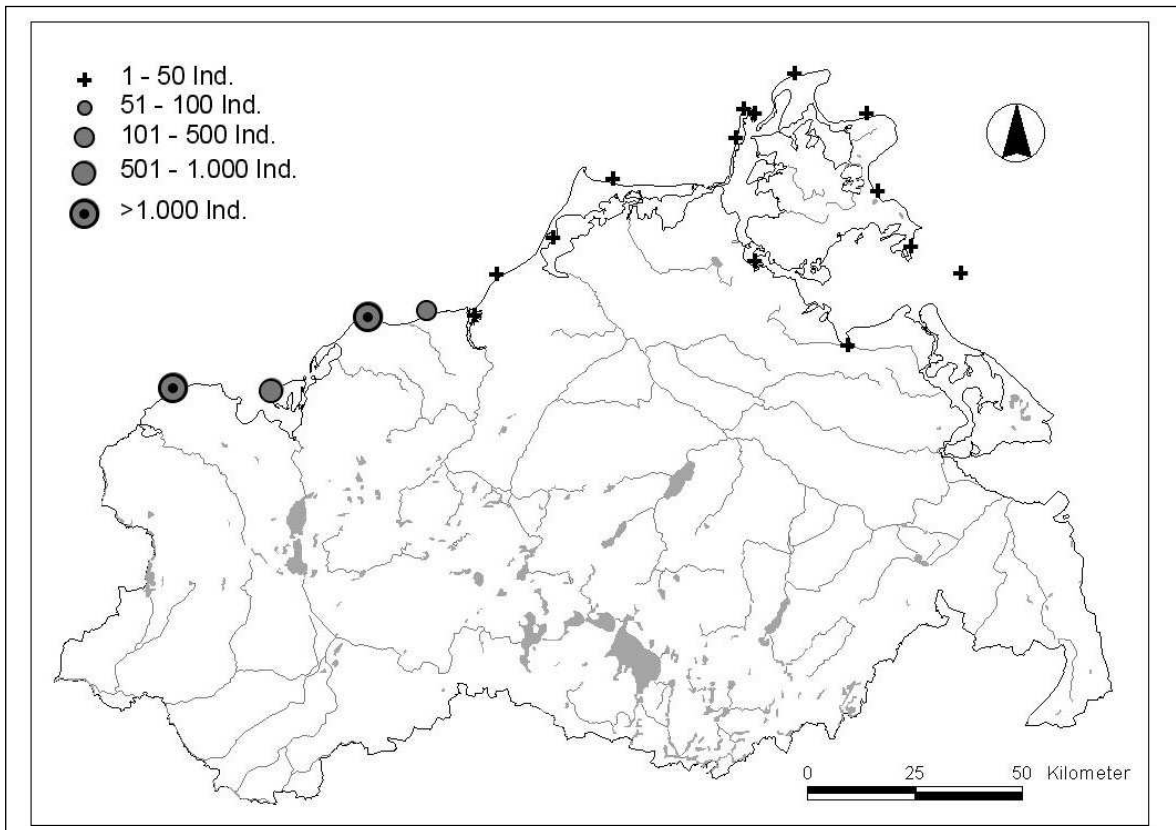 1 - 50 Ind.
51 - 100 Ind.
101 - 500 Ind.
501 - 1.000 Ind.
>1.000 Ind.
0 25 50 Kilometer